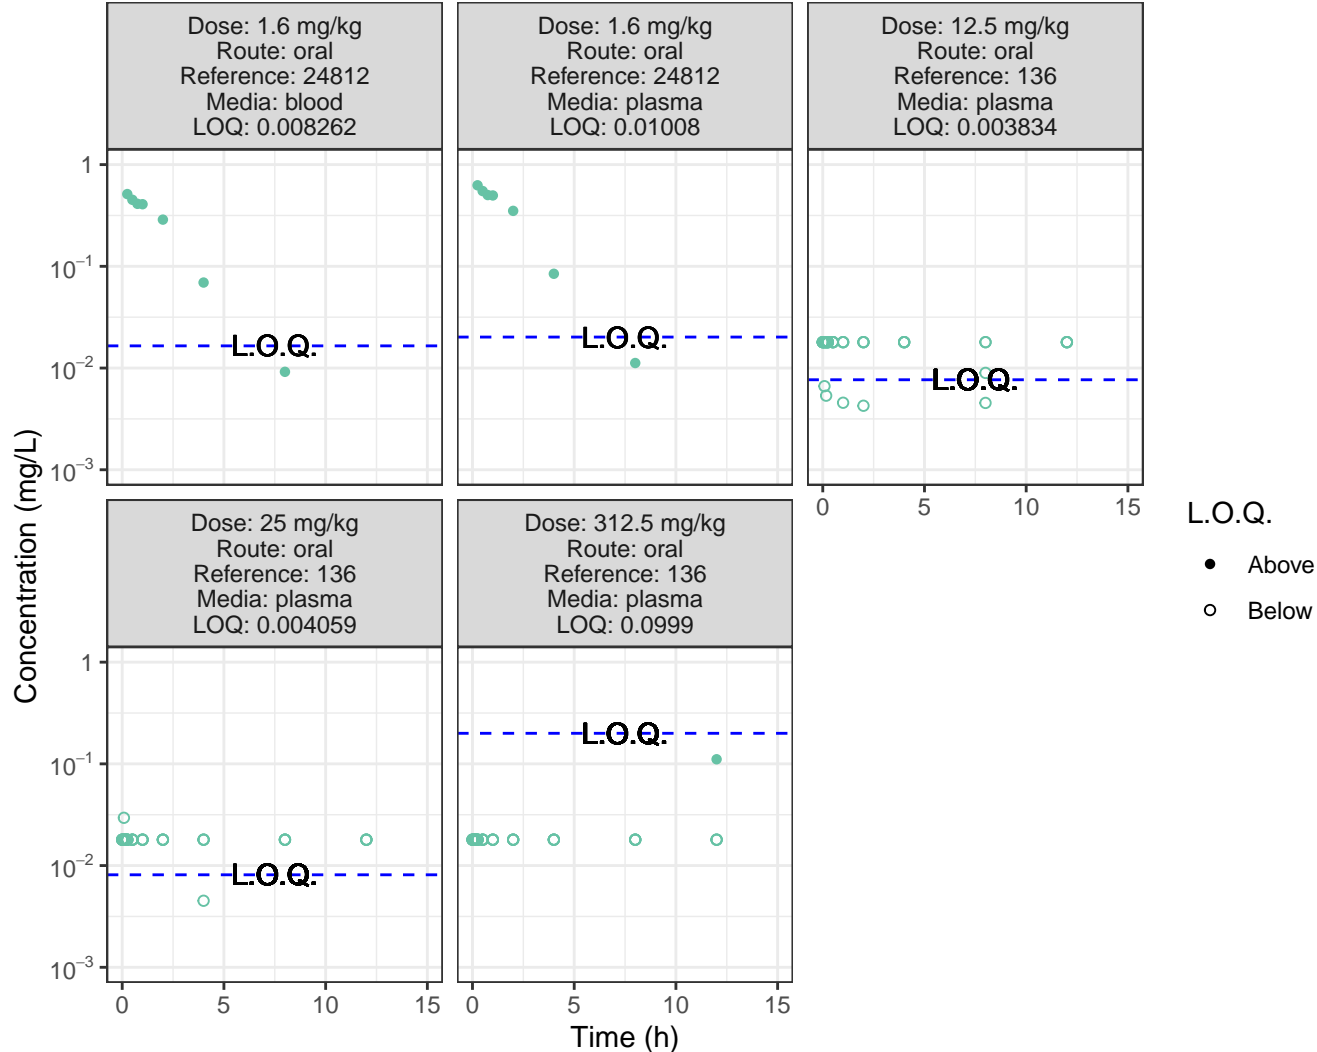 Dose: 1.6 mg/kg
Route: oral
Reference: 24812
Media: blood
LOQ: 0.008262
Dose: 1.6 mg/kg
Route: oral
Reference: 24812
Media: plasma
LOQ: 0.01008
Dose: 12.5 mg/kg
Route: oral
Reference: 136
Media: plasma
LOQ: 0.003834
1
10⁻¹
10⁻²
10⁻³
L.O.Q.
L.O.Q.
L.O.Q.
0 5 10 15
Concentration (mg/L)
Dose: 25 mg/kg
Route: oral
Reference: 136
Media: plasma
LOQ: 0.004059
Dose: 312.5 mg/kg
Route: oral
Reference: 136
Media: plasma
LOQ: 0.0999
1
10⁻¹
10⁻²
10⁻³
L.O.Q.
L.O.Q.
0 5 10 15
0 5 10 15
Time (h)
L.O.Q.
Above
Below